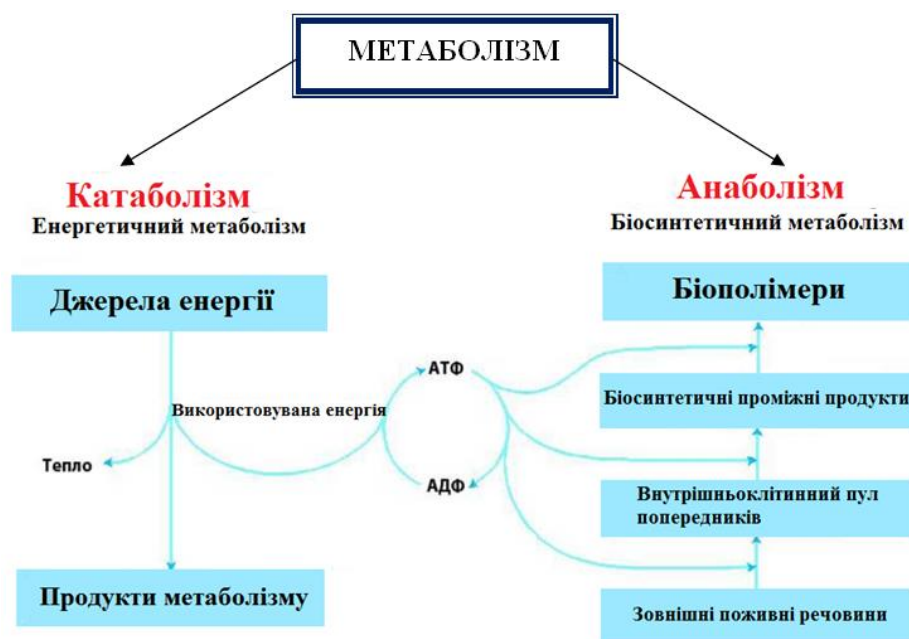 МЕТАБОЛІЗМ
Катаболізм
Енергетичний метаболізм
Анаболізм
Біосинтетичний метаболізм
Джерела енергії
Біополімери
АТФ
Використовувана енергія
Біосинтетичні проміжні продукти
Тепло
АДФ
Внутрішньоклітинний пул
попередників
Продукти метаболізму
Зовнішні поживні речовини